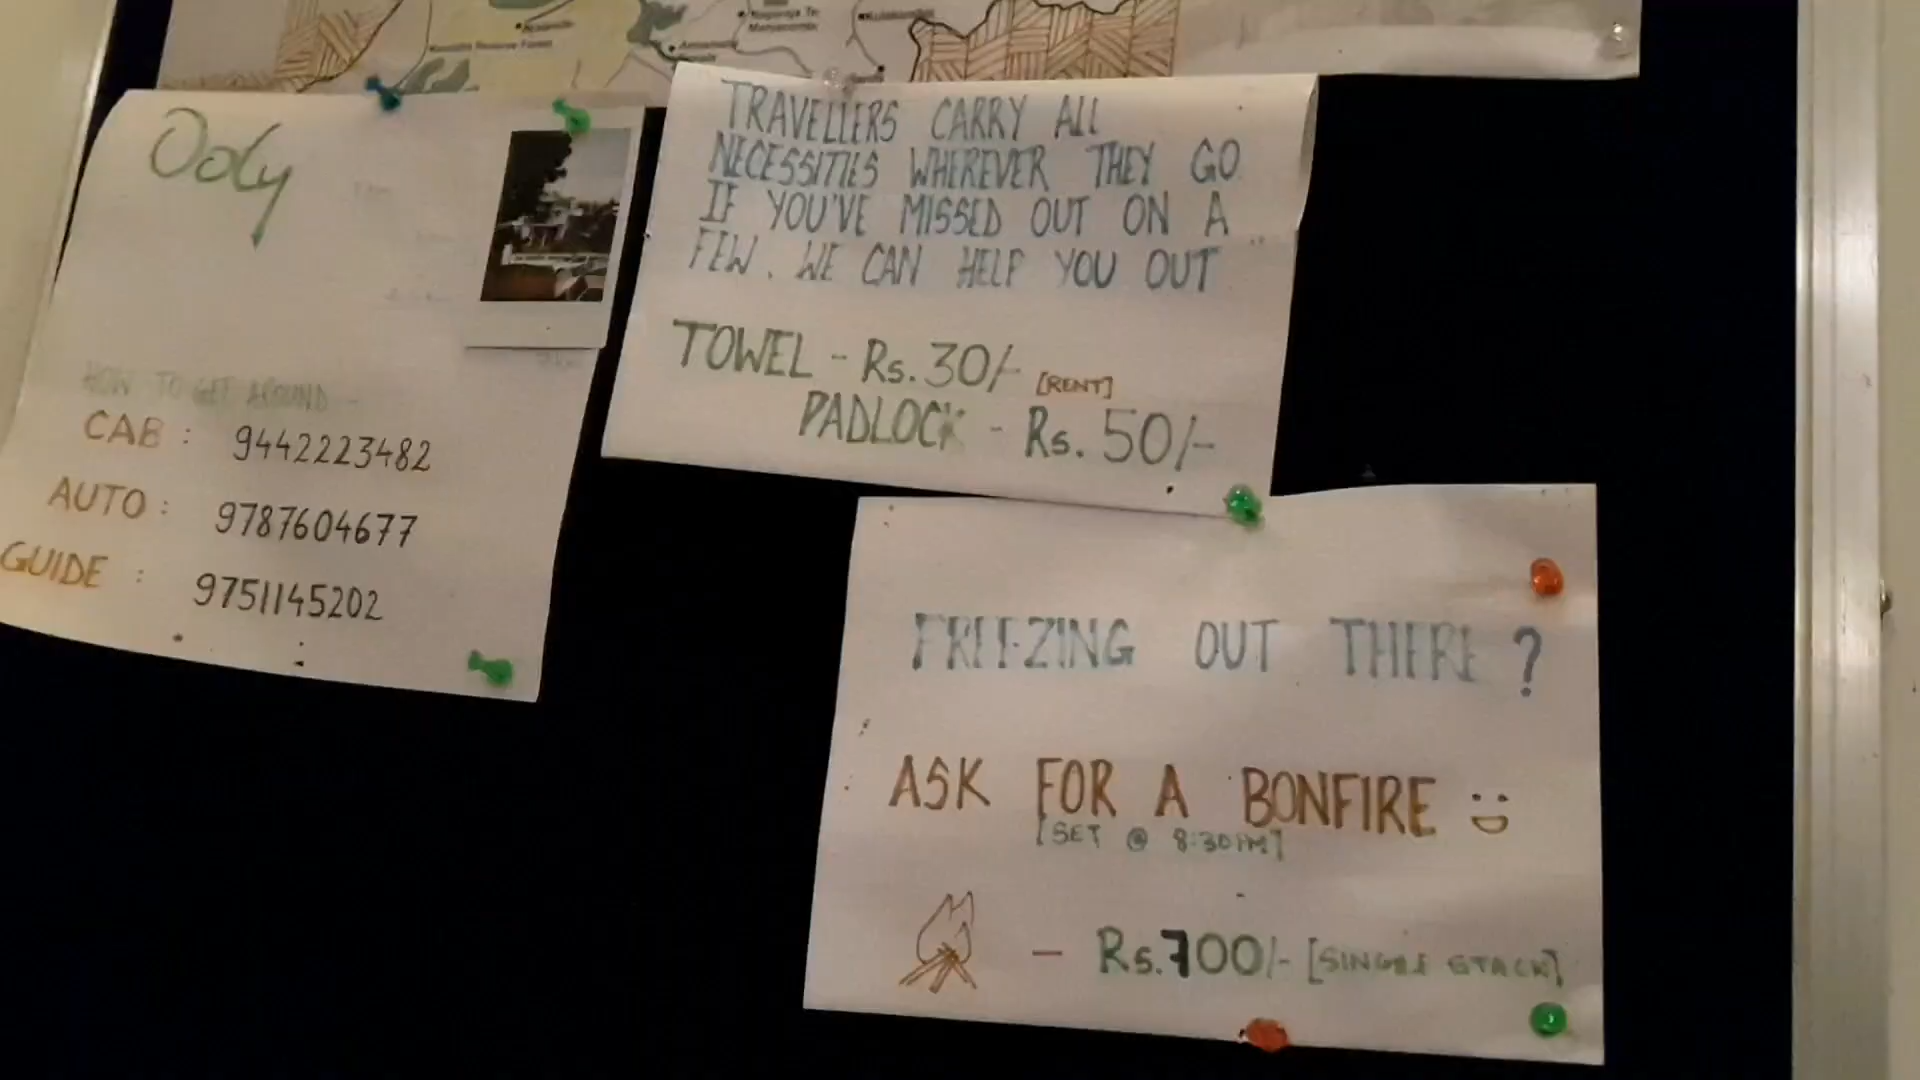 Ooty
HOW TO GET AROUND -
CAB : 9442223482
AUTO : 9787604677
GUIDE : 9751145202
TRAVELLERS CARRY ALL
NECESSITIES WHEREVER THEY GO
IF YOU'VE MISSED OUT ON A
FEW. WE CAN HELP YOU OUT
TOWEL - Rs. 30/- [RENT]
PADLOCK - Rs. 50/-
FREEZING OUT THERE ?
ASK FOR A BONFIRE
[SET @ 8:30PM]
- Rs.700/- [SINGLE STACK]